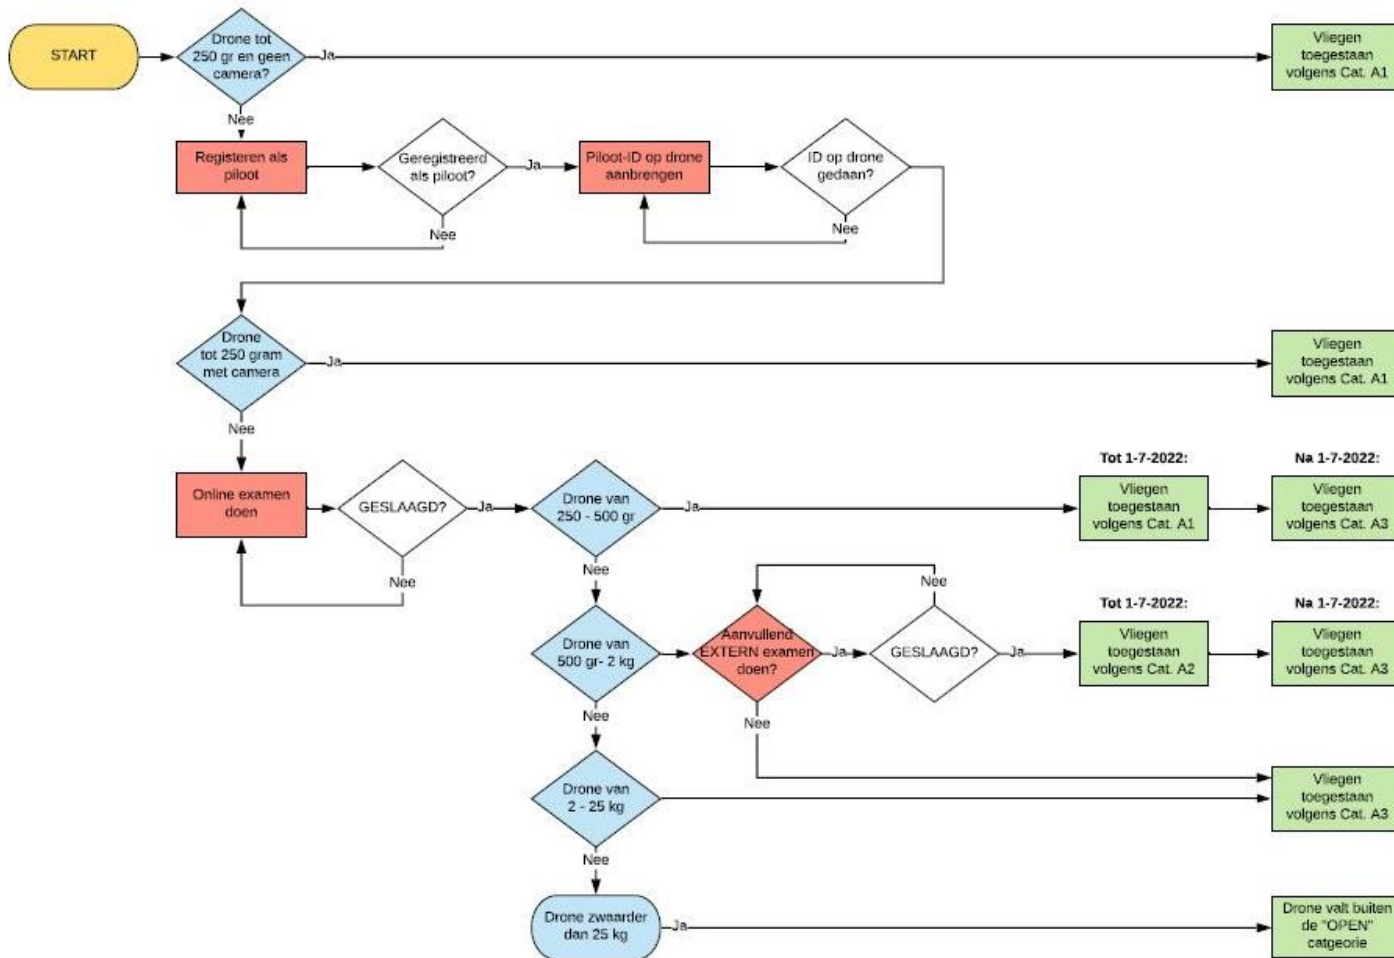 START
Drone tot
250 gr en geen
camera?
Ja
Vliegen
toegestaan
volgens Cat. A1
Nee
Registeren als
piloot
Geregistreerd
als piloot?
Ja
Piloot-ID op drone
aanbrengen
ID op drone
gedaan?
Nee
Nee
Drone
tot 250 gram
met camera
Ja
Vliegen
toegestaan
volgens Cat. A1
Nee
Online examen
doen
GESLAAGD?
Ja
Nee
Drone van
250 - 500 gr
Ja
Tot 1-7-2022:
Vliegen
toegestaan
volgens Cat. A1
Na 1-7-2022:
Vliegen
toegestaan
volgens Cat. A3
Nee
Drone van
500 gr- 2 kg
Aanvullend
EXTERN examen
doen?
Ja
GESLAAGD?
Nee
Ja
Tot 1-7-2022:
Vliegen
toegestaan
volgens Cat. A2
Na 1-7-2022:
Vliegen
toegestaan
volgens Cat. A3
Nee
Nee
Drone van
2 - 25 kg
Vliegen
toegestaan
volgens Cat. A3
Nee
Drone zwaarder
dan 25 kg
Ja
Drone valt buiten
de "OPEN"
catgeorie